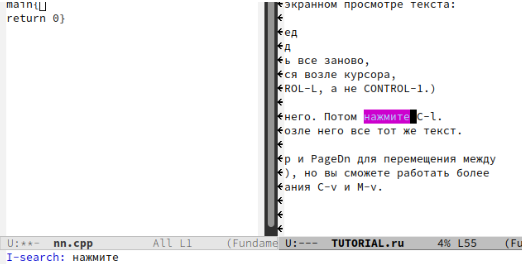 main{
return 0}
экранном просмотре текста:
ед
д
ь все заново,
ся возле курсора,
ROL-L, а не CONTROL-1.)
него. Потом нажмите C-l.
озле него все тот же текст.
р и PageDn для перемещения между
), но вы сможете работать более
ания C-v и M-v.
U:**- nn.cpp All L1 (Fundame
U:--- TUTORIAL.ru 4% L55 (Fu
I-search: нажмите